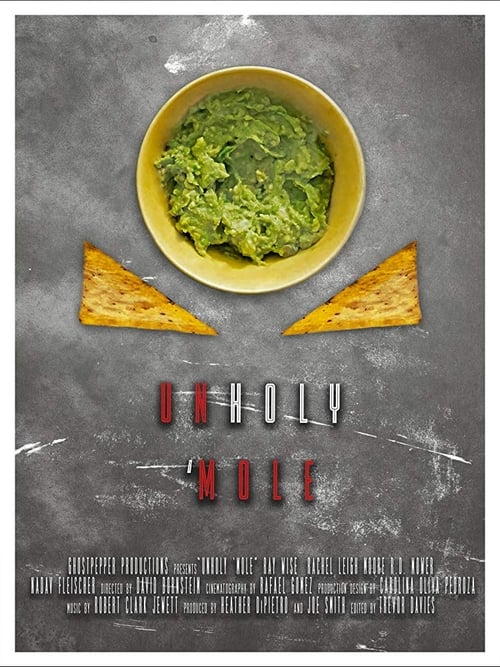 UNHOLY
'MOLE
GHOSTPEPPER PRODUCTIONS PRESENTS "UNHOLY 'MOLE" RAY WISE RACHEL LEIGH MOORE R.D. MOWER
NADAV FLEISCHER DIRECTED BY DAVID BORNSTEIN CINEMATOGRAPHY BY RAFAEL GOMEZ PRODUCTION DESIGN BY CAROLINA OLIVA PEDROZA
MUSIC BY ROBERT CLARK JEWETT PRODUCED BY HEATHER DIPIETRO AND JOE SMITH EDITED BY TREVOR DAVIES